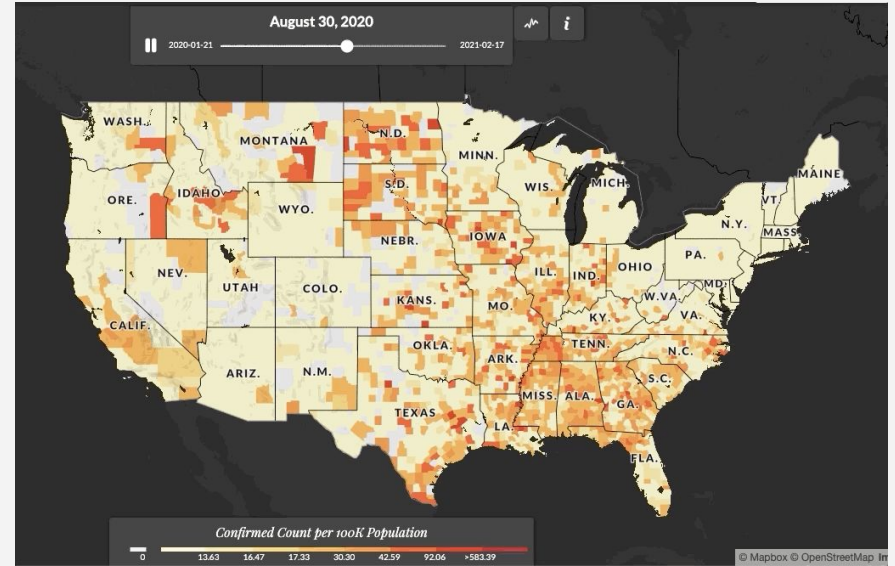 August 30, 2020
2020-01-21
2021-02-17
i
WASH.
MONTANA
N.D.
MINN.
MAINE
ORE.
IDAHO
S.D.
WIS.
MICH.
VT.
WYO.
N.Y.
MASS
NEBR.
IOWA
NEV.
UTAH
COLO.
ILL.
IND.
OHIO
PA.
MD.
W.VA.
KANS.
MO.
KY.
VA.
CALIF.
ARIZ.
N.M.
OKLA.
ARK.
TENN.
N.C.
S.C.
TEXAS
MISS.
ALA.
GA.
LA.
FLA.
Confirmed Count per 100K Population
0 13.63 16.47 17.33 30.30 42.59 92.06 >583.39
© Mapbox © OpenStreetMap Im